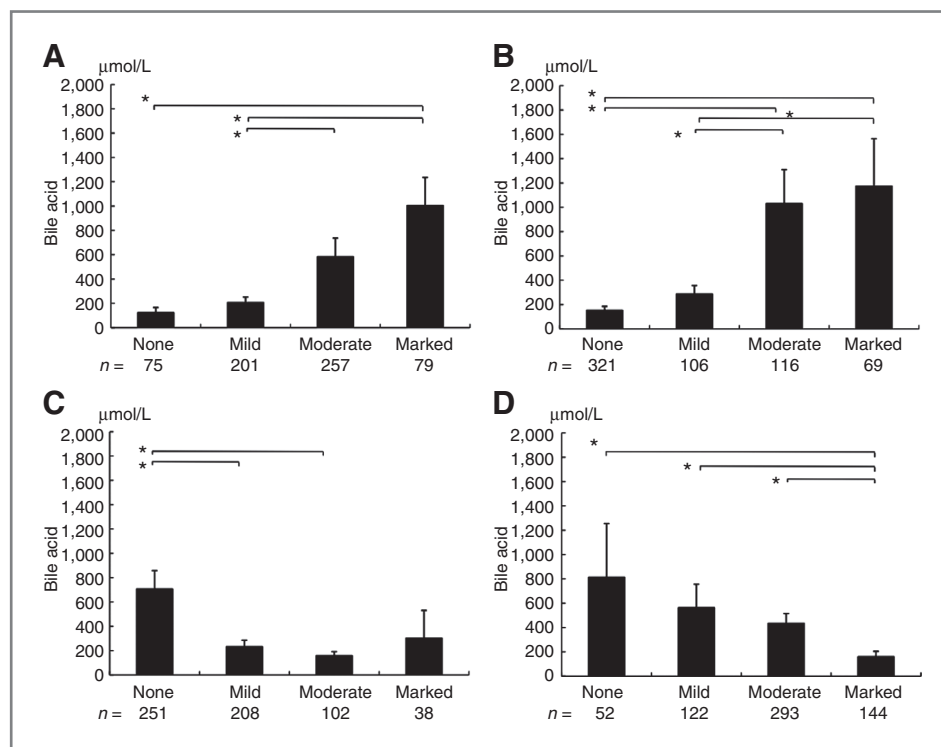 A
μmol/L
2,000
1,800
1,600
1,400
1,200
1,000
800
600
400
200
0
Bile acid
*
*
*
None Mild Moderate Marked
n = 75 201 257 79
B
μmol/L
2,000
1,800
1,600
1,400
1,200
1,000
800
600
400
200
0
Bile acid
*
*
*
*
None Mild Moderate Marked
n = 321 106 116 69
C
μmol/L
2,000
1,800
1,600
1,400
1,200
1,000
800
600
400
200
0
Bile acid
*
*
None Mild Moderate Marked
n = 251 208 102 38
D
μmol/L
2,000
1,800
1,600
1,400
1,200
1,000
800
600
400
200
0
Bile acid
*
*
*
None Mild Moderate Marked
n = 52 122 293 144